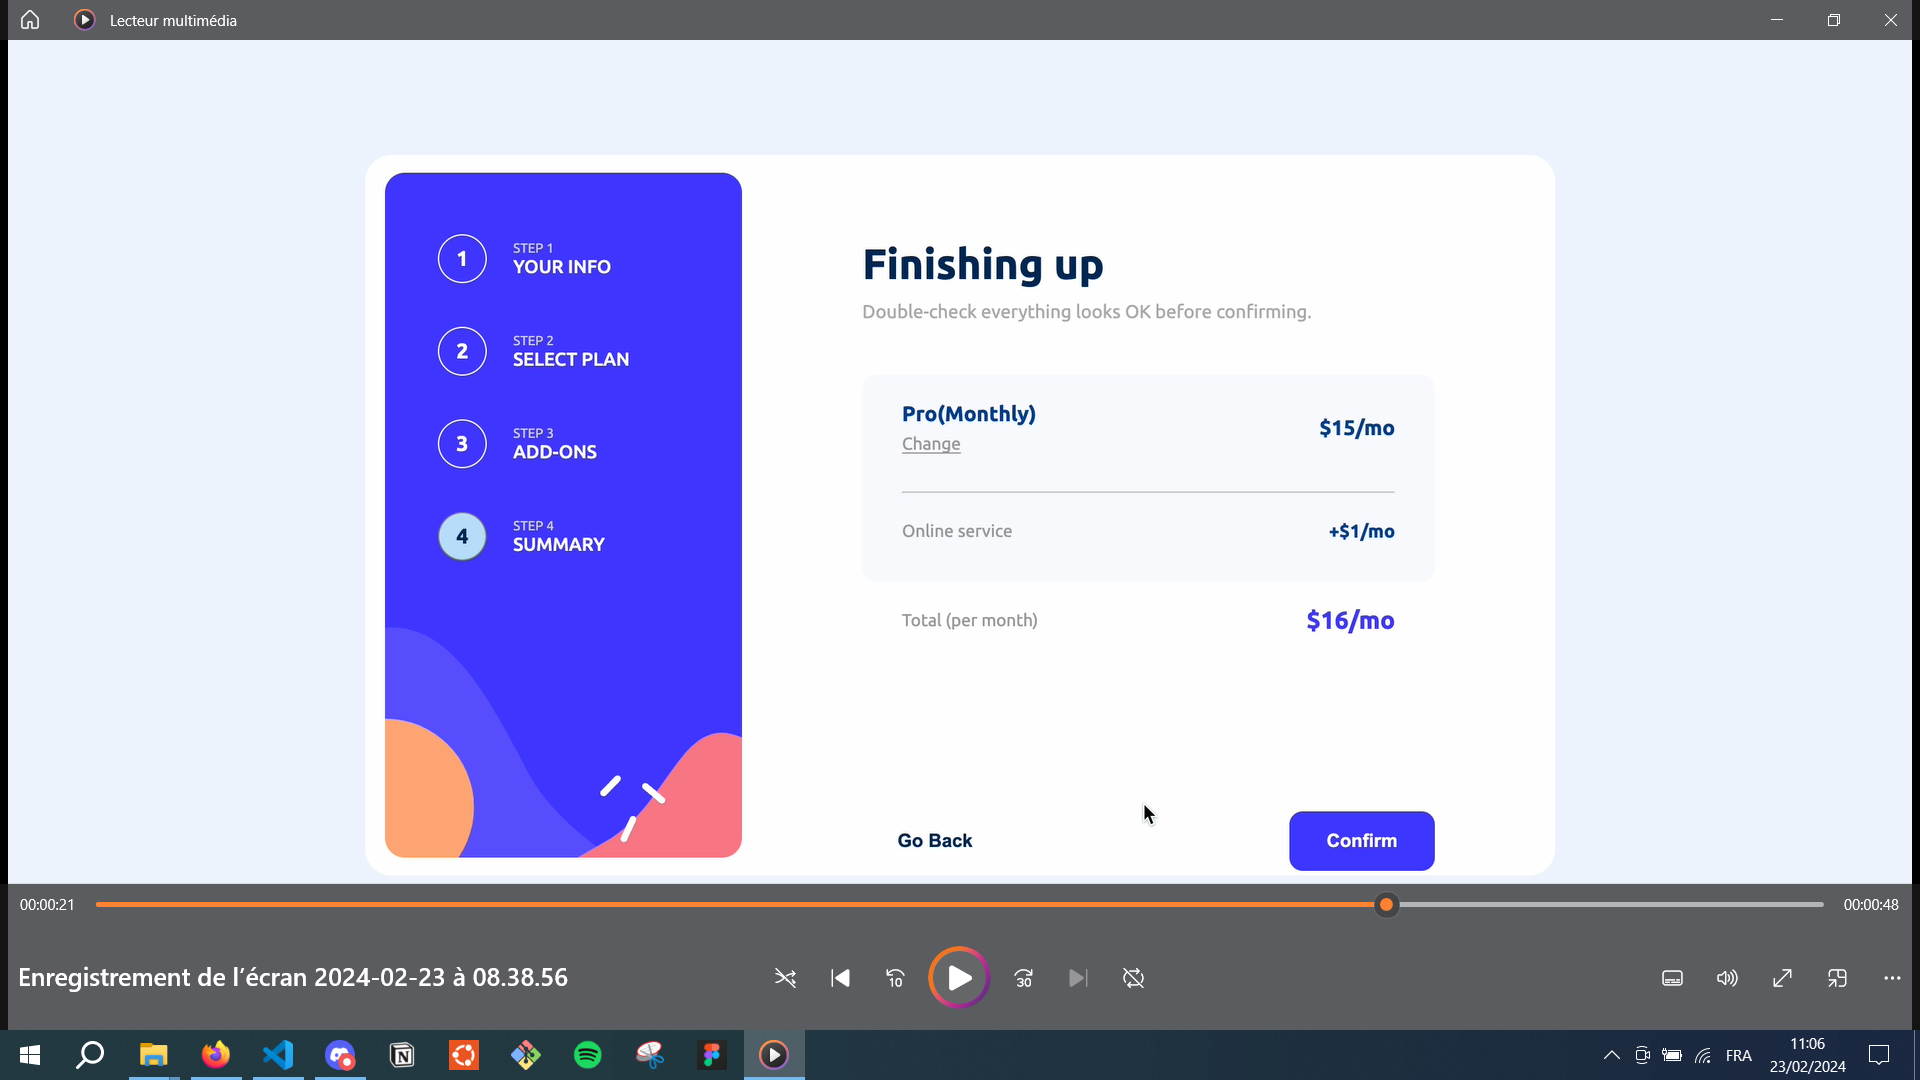 Lecteur multimédia
1
STEP 1
YOUR INFO
2
STEP 2
SELECT PLAN
3
STEP 3
ADD-ONS
4
STEP 4
SUMMARY
Finishing up
Double-check everything looks OK before confirming.
Pro(Monthly)
Change
$15/mo
Online service
+$1/mo
Total (per month)
$16/mo
Go Back
Confirm
00:00:21
00:00:48
Enregistrement de l’écran 2024-02-23 à 08.38.56
10
30
FRA
11:06
23/02/2024